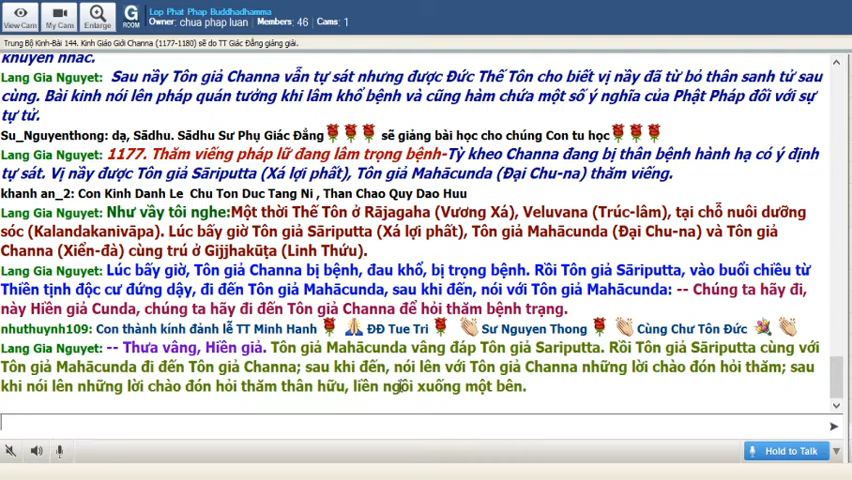 View Cam
My Cam
Enlarge
G
ROOM
Lop Phat Phap Buddhadhamma
Owner: chua phap luan , Members: 46 , Cams: 1
Trung Bộ Kinh-Bài 144. Kinh Giáo Giới Channa (1177-1180) sẽ do TT Giác Đẳng giảng giải.
khuyến nhắc.
Lang Gia Nguyet: Sau nầy Tôn giả Channa vẫn tự sát nhưng được Đức Thế Tôn cho biết vị nầy đã từ bỏ thân sanh tử sau
cùng. Bài kinh nói lên pháp quán tưởng khi lâm khổ bệnh và cũng hàm chứa một số ý nghĩa của Phật Pháp đối với sự
tự tử.
Su_Nguyenthong: dạ, Sādhu. Sādhu Sư Phụ Giác Đẳng sẽ giảng bài học cho chúng Con tu học
Lang Gia Nguyet: 1177. Thăm viếng pháp lữ đang lâm trọng bệnh-Tỳ kheo Channa đang bị thân bệnh hành hạ có ý định
tự sát. Vị nầy được Tôn giả Sāriputta (Xá lợi phất), Tôn giả Mahācunda (Đại Chu-na) thăm viếng.
khanh an_2: Con Kinh Danh Le Chu Ton Duc Tang Ni , Than Chao Quy Dao Huu
Lang Gia Nguyet: Như vầy tôi nghe:Một thời Thế Tôn ở Rājagaha (Vương Xá), Veluvana (Trúc-lâm), tại chỗ nuôi dưỡng
sóc (Kalandakanivāpa). Lúc bấy giờ Tôn giả Sāriputta (Xá lợi phất), Tôn giả Mahācunda (Đại Chu-na) và Tôn giả
Channa (Xiển-đà) cùng trú ở Gijjhakūṭa (Linh Thứu).
Lang Gia Nguyet: Lúc bấy giờ, Tôn giả Channa bị bệnh, đau khổ, bị trọng bệnh. Rồi Tôn giả Sāriputta, vào buổi chiều từ
Thiền tịnh độc cư đứng dậy, đi đến Tôn giả Mahācunda, sau khi đến, nói với Tôn giả Mahācunda: -- Chúng ta hãy đi,
này Hiền giả Cunda, chúng ta hãy đi đến Tôn giả Channa để hỏi thăm bệnh trạng.
nhuthuynh109: Con thành kính đảnh lễ TT Minh Hanh ĐĐ Tue Tri Sư Nguyen Thong Cùng Chư Tôn Đức
Lang Gia Nguyet: -- Thưa vâng, Hiền giả. Tôn giả Mahācunda vâng đáp Tôn giả Sariputta. Rồi Tôn giả Sāriputta cùng với
Tôn giả Mahācunda đi đến Tôn giả Channa; sau khi đến, nói lên với Tôn giả Channa những lời chào đón hỏi thăm; sau
khi nói lên những lời chào đón hỏi thăm thân hữu, liền ngồi xuống một bên.
Hold to Talk